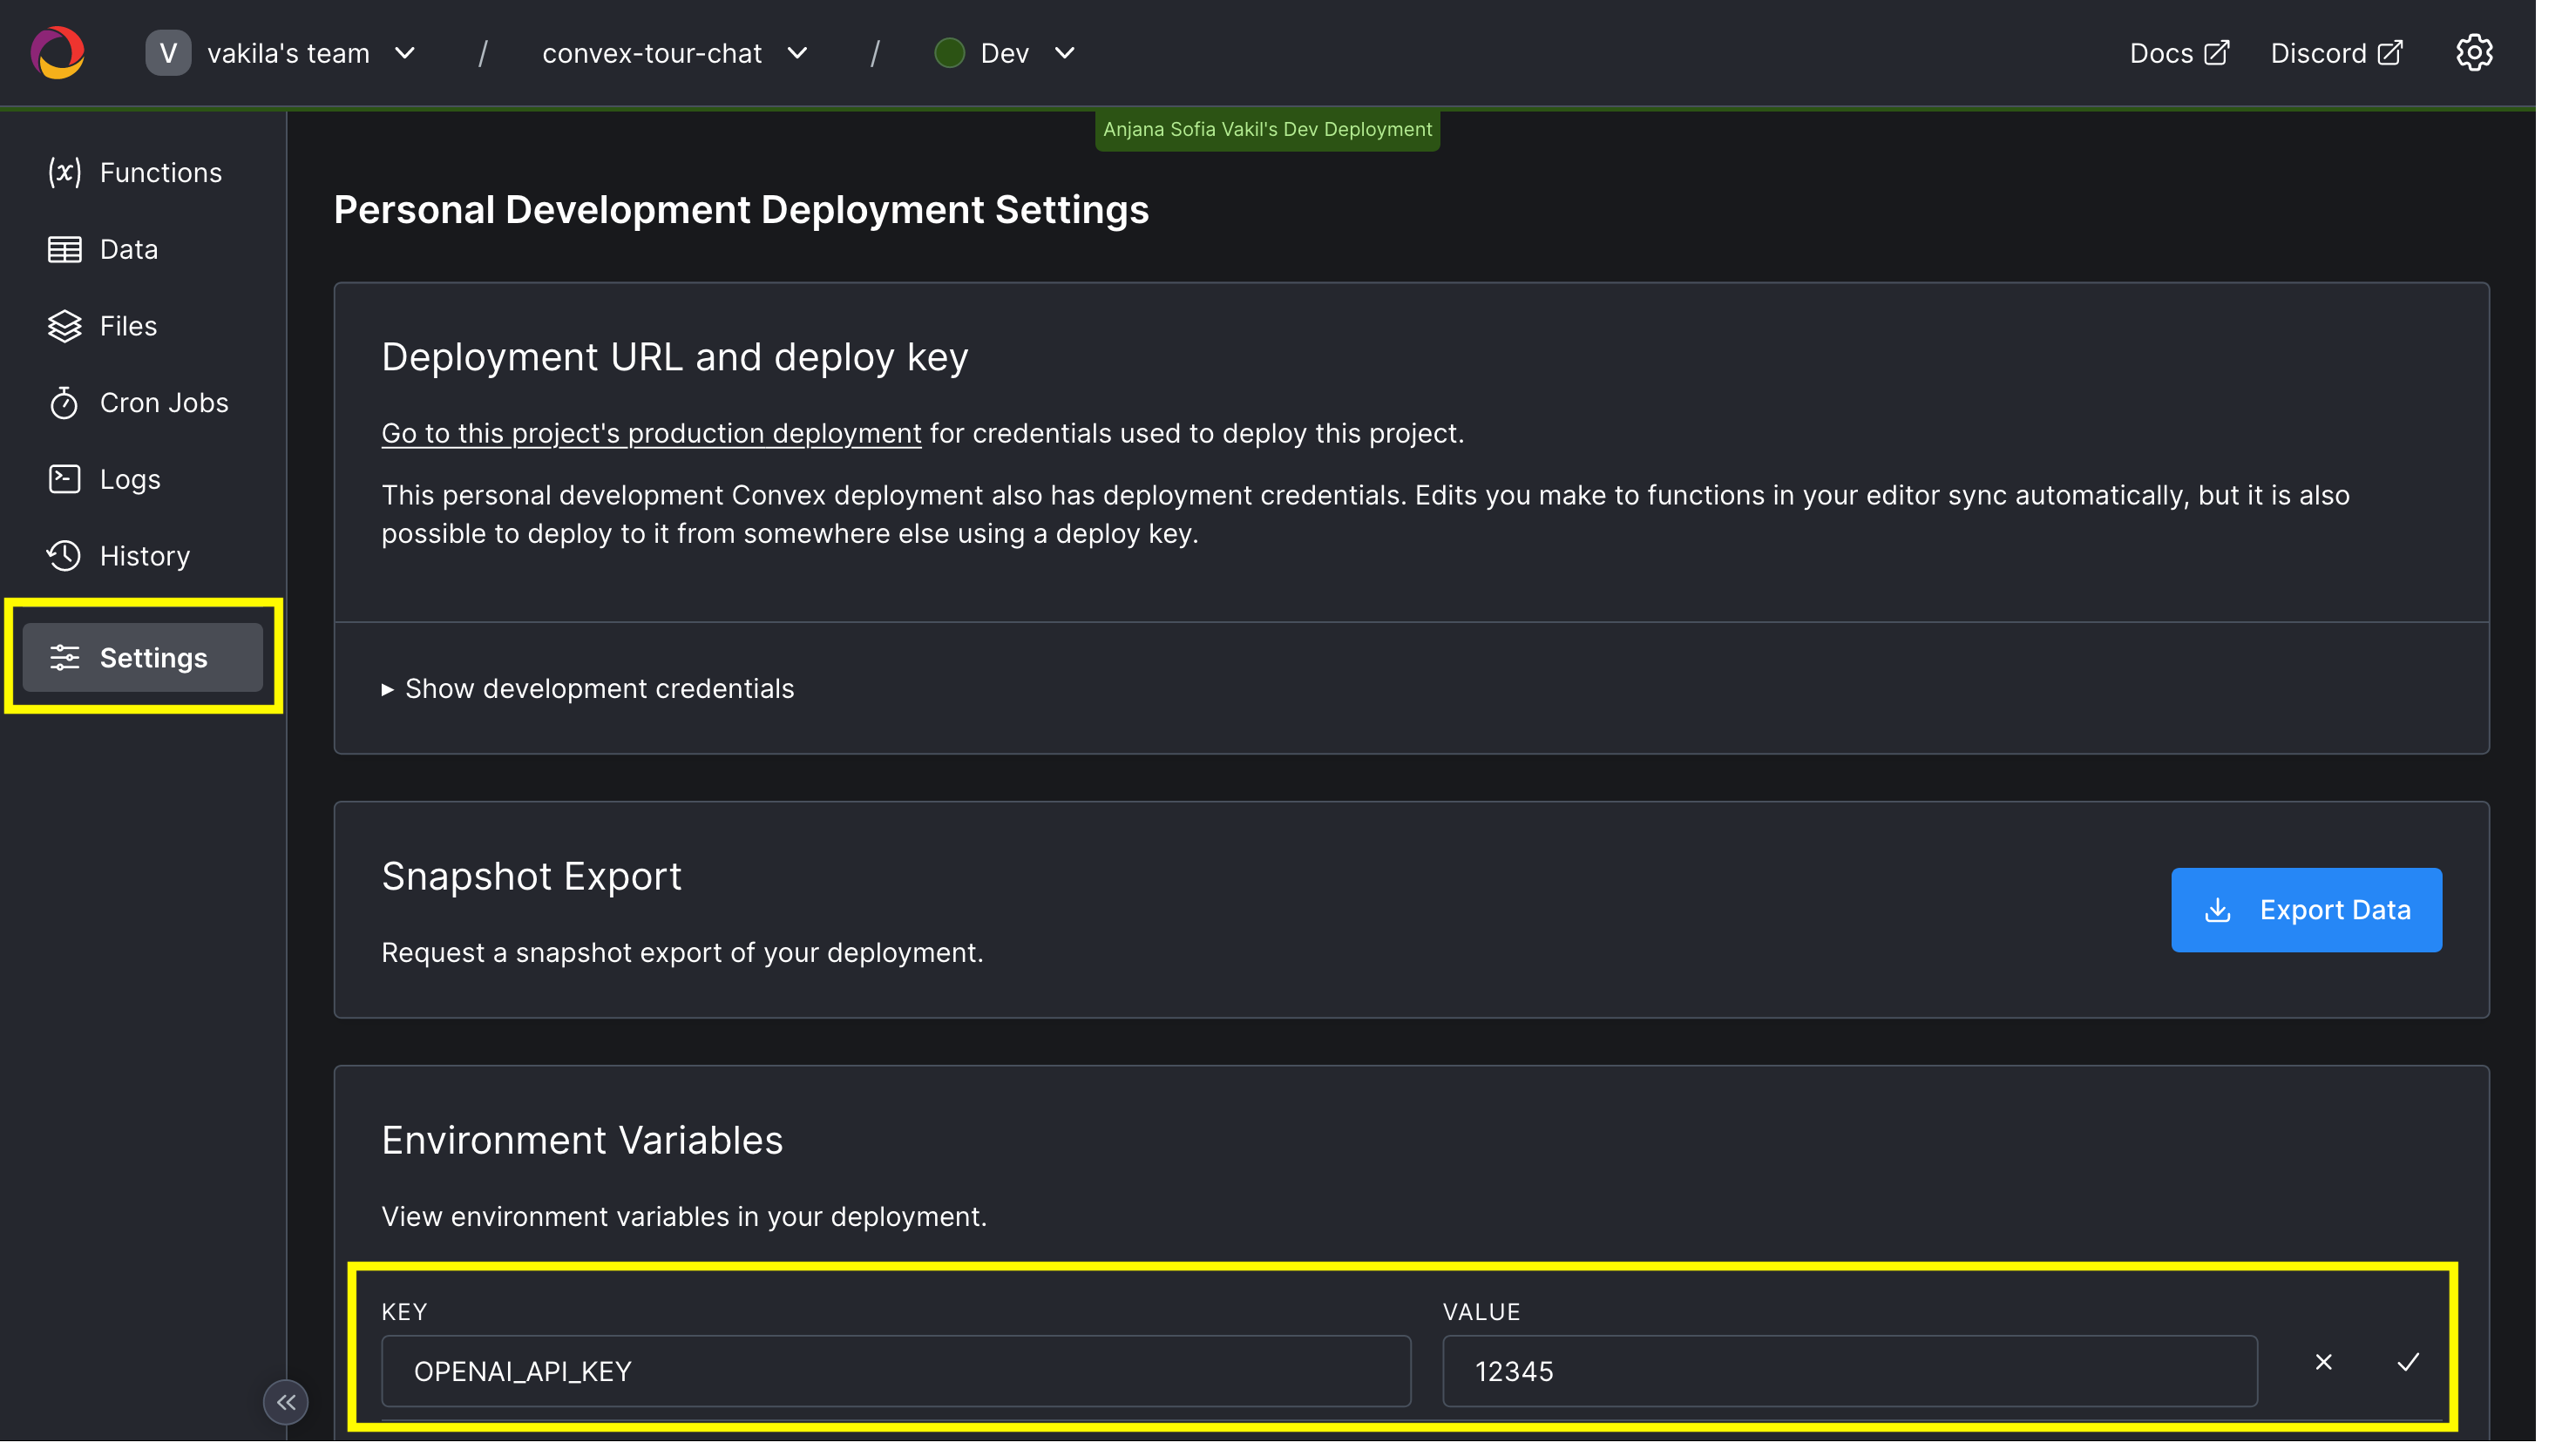 V vakila's team / convex-tour-chat / Dev Docs Discord
Anjana Sofia Vakil's Dev Deployment
Functions
Data
Files
Cron Jobs
Logs
History
Settings
Personal Development Deployment Settings
Deployment URL and deploy key
Go to this project's production deployment for credentials used to deploy this project.
This personal development Convex deployment also has deployment credentials. Edits you make to functions in your editor sync automatically, but it is also
possible to deploy to it from somewhere else using a deploy key.
Show development credentials
Snapshot Export
Request a snapshot export of your deployment.
Export Data
Environment Variables
View environment variables in your deployment.
KEY VALUE
OPENAI_API_KEY 12345